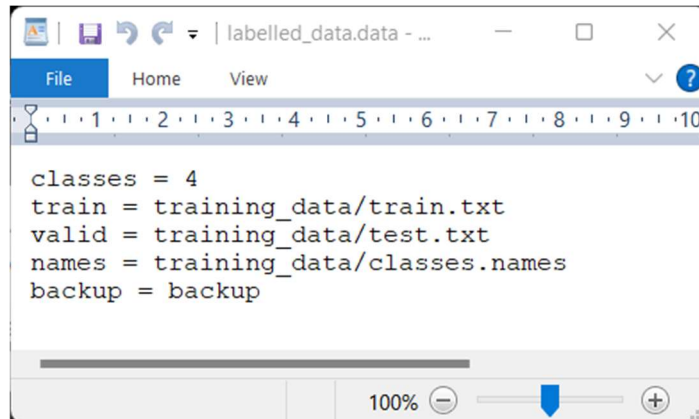 labelled_data.data - ...
File Home View
1 2 3 4 5 6 7 8 9 10
classes = 4
train = training_data/train.txt
valid = training_data/test.txt
names = training_data/classes.names
backup = backup
100%